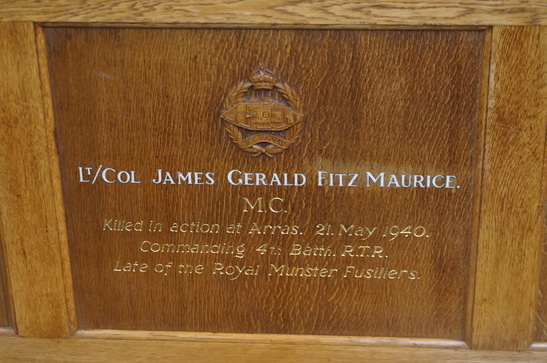 Lt/Col James Gerald Fitz Maurice.
M.C.
Killed in action at Arras. 21. May 1940.
Commanding 4th Battn. R.T.R.
Late of the Royal Munster Fusiliers.